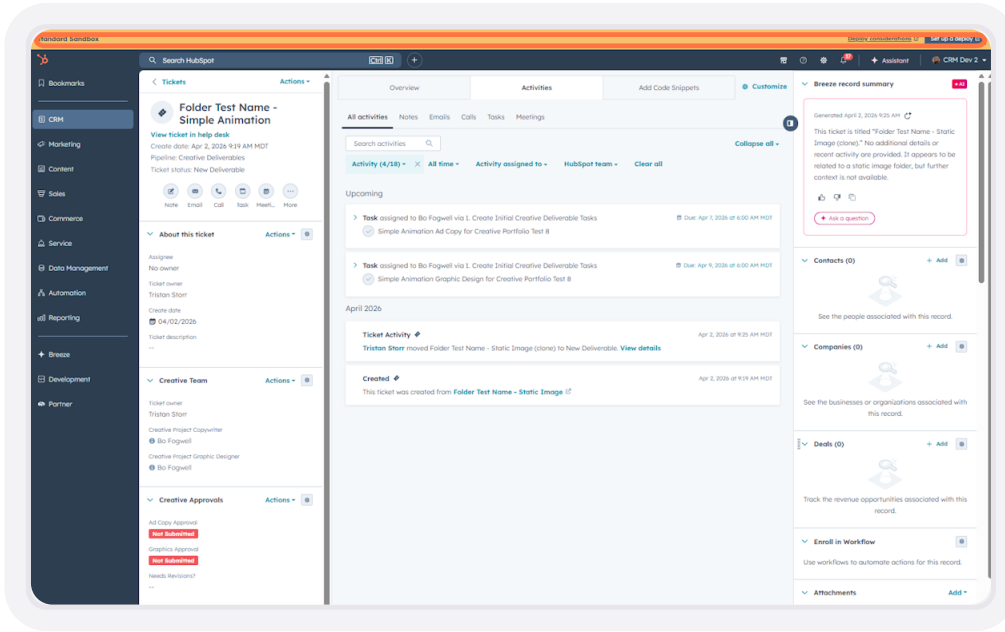 Standard Sandbox
Deploy considerations
Set up a deploy
Search HubSpot
Ctrl K
Assistant
CRM Dev 2
Bookmarks
CRM
Marketing
Content
Sales
Commerce
Service
Data Management
Automation
Reporting
Breeze
Development
Partner
Tickets
Actions
Folder Test Name - Simple Animation
View ticket in help desk
Create date: Apr 2, 2026 9:19 AM MDT
Pipeline: Creative Deliverables
Ticket status: New Deliverable
Note
Email
Call
Task
Meeti...
More
About this ticket
Actions
Assignee
No owner
Ticket owner
Tristan Storr
Create date
04/02/2026
Ticket description
--
Creative Team
Actions
Ticket owner
Tristan Storr
Creative Project Copywriter
Bo Fogwell
Creative Project Graphic Designer
Bo Fogwell
Creative Approvals
Actions
Ad Copy Approval
Not Submitted
Graphics Approval
Not Submitted
Needs Revisions?
--
Overview
Activities
Add Code Snippets
Customize
All activities
Notes
Emails
Calls
Tasks
Meetings
Search activities
Collapse all
Activity (4/18)
All time
Activity assigned to
HubSpot team
Clear all
Upcoming
Task assigned to Bo Fogwell via 1. Create Initial Creative Deliverable Tasks
Due: Apr 7, 2026 at 6:00 AM MDT
Simple Animation Ad Copy for Creative Portfolio Test 8
Task assigned to Bo Fogwell via 1. Create Initial Creative Deliverable Tasks
Due: Apr 9, 2026 at 6:00 AM MDT
Simple Animation Graphic Design for Creative Portfolio Test 8
April 2026
Ticket Activity
Apr 2, 2026 at 9:25 AM MDT
Tristan Storr moved Folder Test Name - Static Image (clone) to New Deliverable. View details
Created
Apr 2, 2026 at 9:19 AM MDT
This ticket was created from Folder Test Name - Static Image
Breeze record summary
AI
Generated April 2, 2026 9:25 AM
This ticket is titled "Folder Test Name - Static
Image (clone)." No additional details or
recent activity are provided. It appears to be
related to a static image folder, but further
context is not available.
Ask a question
Contacts (0)
+ Add
See the people associated with this record.
Companies (0)
+ Add
See the businesses or organizations associated with
this record.
Deals (0)
+ Add
Track the revenue opportunities associated with this
record.
Enroll in Workflow
Use workflows to automate actions for this record.
Attachments
Add